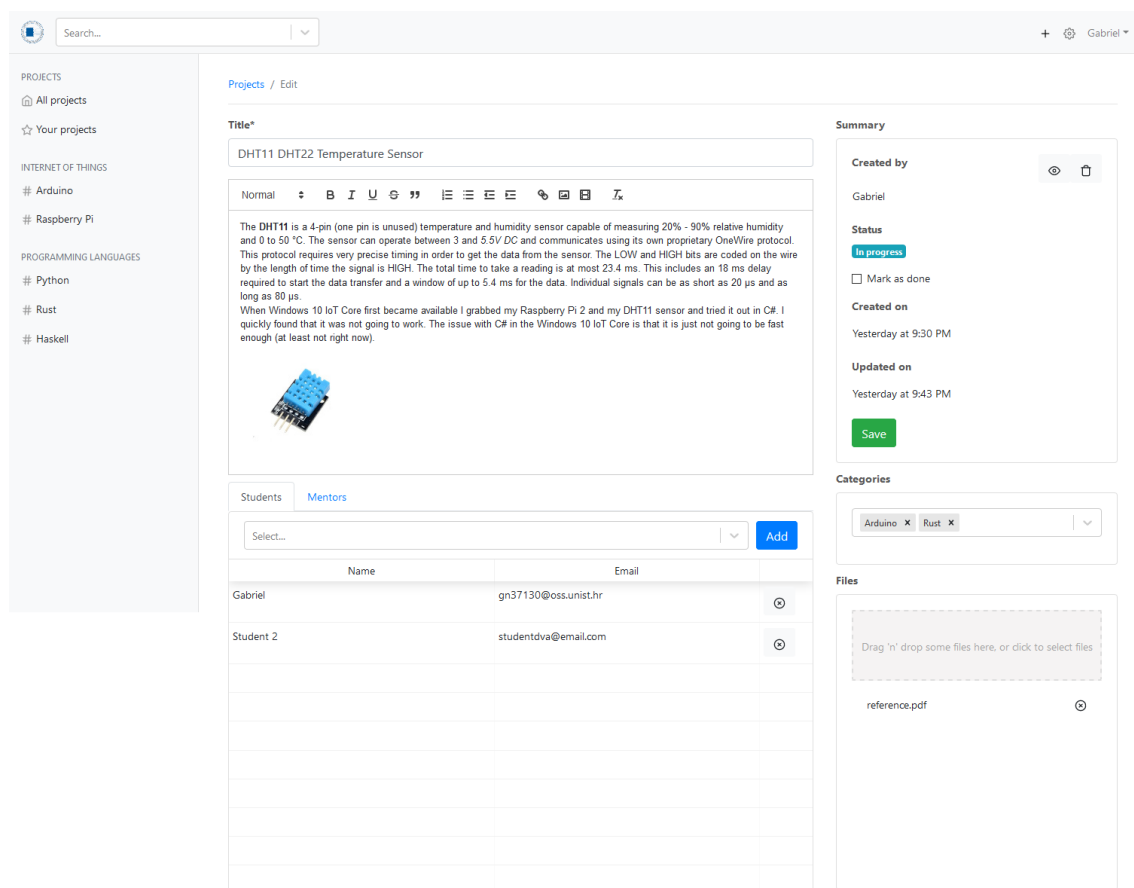 Search...
Gabriel
PROJECTS
All projects
Your projects
INTERNET OF THINGS
# Arduino
# Raspberry Pi
PROGRAMMING LANGUAGES
# Python
# Rust
# Haskell
Projects / Edit
Title*
DHT11 DHT22 Temperature Sensor
Normal
The DHT11 is a 4-pin (one pin is unused) temperature and humidity sensor capable of measuring 20% - 90% relative humidity
and 0 to 50 °C. The sensor can operate between 3 and 5.5V DC and communicates using its own proprietary OneWire protocol.
This protocol requires very precise timing in order to get the data from the sensor. The LOW and HIGH bits are coded on the wire
by the length of time the signal is HIGH. The total time to take a reading is at most 23.4 ms. This includes an 18 ms delay
required to start the data transfer and a window of up to 5.4 ms for the data. Individual signals can be as short as 20 μs and as
long as 80 μs.
When Windows 10 IoT Core first became available I grabbed my Raspberry Pi 2 and my DHT11 sensor and tried it out in C#. I
quickly found that it was not going to work. The issue with C# in the Windows 10 IoT Core is that it is just not going to be fast
enough (at least not right now).
Students
Mentors
Select...
Add
Name Email
Gabriel gn37130@oss.unist.hr
Student 2 studentdva@email.com
Summary
Created by
Gabriel
Status
In progress
Mark as done
Created on
Yesterday at 9:30 PM
Updated on
Yesterday at 9:43 PM
Save
Categories
Arduino × Rust ×
Files
Drag 'n' drop some files here, or click to select files
reference.pdf